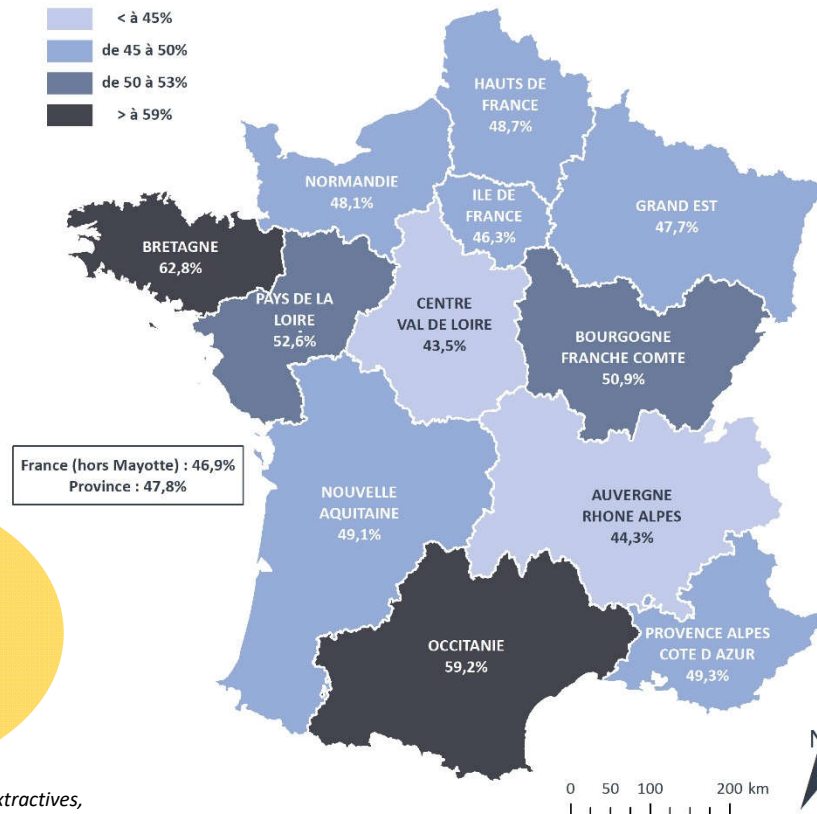 < à 45%
de 45 à 50%
de 50 à 53%
> à 59%
HAUTS DE
FRANCE
48,7%
NORMANDIE
48,1%
ILE DE
FRANCE
46,3%
GRAND EST
47,7%
BRETAGNE
62,8%
PAYS DE LA
LOIRE
52,6%
CENTRE
VAL DE LOIRE
43,5%
BOURGOGNE
FRANCHE COMTE
50,9%
France (hors Mayotte) : 46,9%
Province : 47,8%
NOUVELLE
AQUITAINE
49,1%
AUVERGNE
RHONE ALPES
44,3%
OCCITANIE
59,2%
PROVENCE ALPES
COTE D AZUR
49,3%
N
xtractives,
0 50 100 200 km